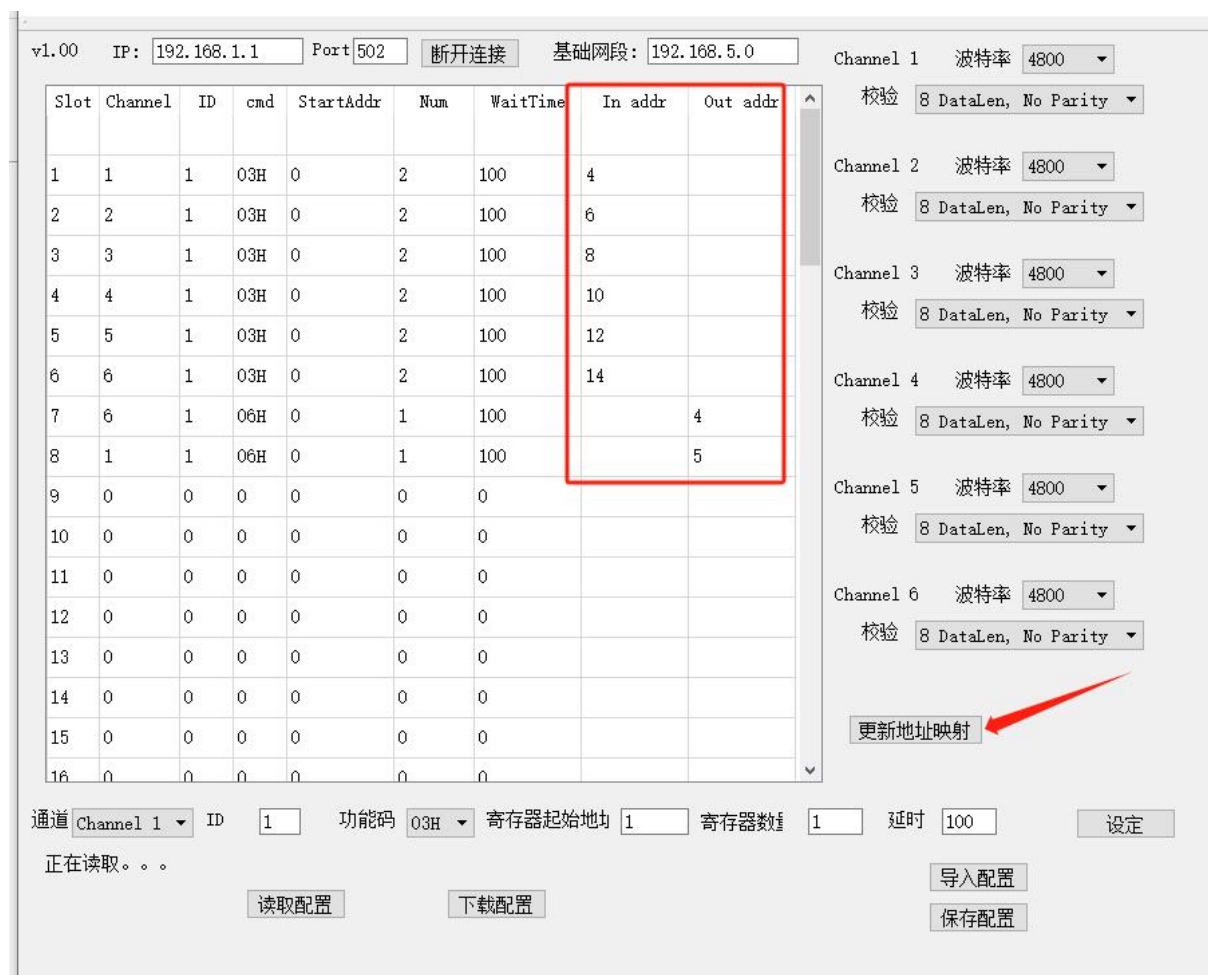 v1.00 IP: 192.168.1.1 Port 502 断开连接 基础网段: 192.168.5.0
Slot Channel ID cmd StartAddr Num WaitTime In addr Out addr
1 1 1 03H 0 2 100 4
2 2 1 03H 0 2 100 6
3 3 1 03H 0 2 100 8
4 4 1 03H 0 2 100 10
5 5 1 03H 0 2 100 12
6 6 1 03H 0 2 100 14
7 6 1 06H 0 1 100 4
8 1 1 06H 0 1 100 5
9 0 0 0 0 0 0
10 0 0 0 0 0 0
11 0 0 0 0 0 0
12 0 0 0 0 0 0
13 0 0 0 0 0 0
14 0 0 0 0 0 0
15 0 0 0 0 0 0
16 0 0 0 0 0 0
Channel 1 波特率 4800
校验 8 DataLen, No Parity
Channel 2 波特率 4800
校验 8 DataLen, No Parity
Channel 3 波特率 4800
校验 8 DataLen, No Parity
Channel 4 波特率 4800
校验 8 DataLen, No Parity
Channel 5 波特率 4800
校验 8 DataLen, No Parity
Channel 6 波特率 4800
校验 8 DataLen, No Parity
更新地址映射
通道 Channel 1 ID 1 功能码 03H 寄存器起始地址 1 寄存器数量 1 延时 100 设定
正在读取。。。
导入配置
读取配置 下载配置
保存配置